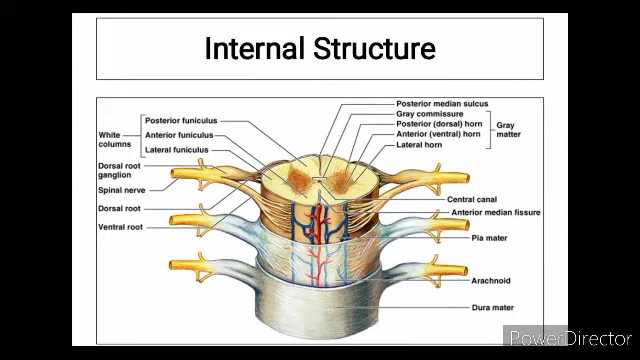 Internal Structure
Posterior funiculus
Anterior funiculus
White
columns
Lateral funiculus
Dorsal root
ganglion
Spinal nerve
Dorsal root
Ventral root
Posterior median sulcus
Gray commissure
Posterior (dorsal) horn
Anterior (ventral) horn
Lateral horn
Gray
matter
Central canal
Anterior median fissure
Pia mater
Arachnoid
Dura mater
PowerDirector